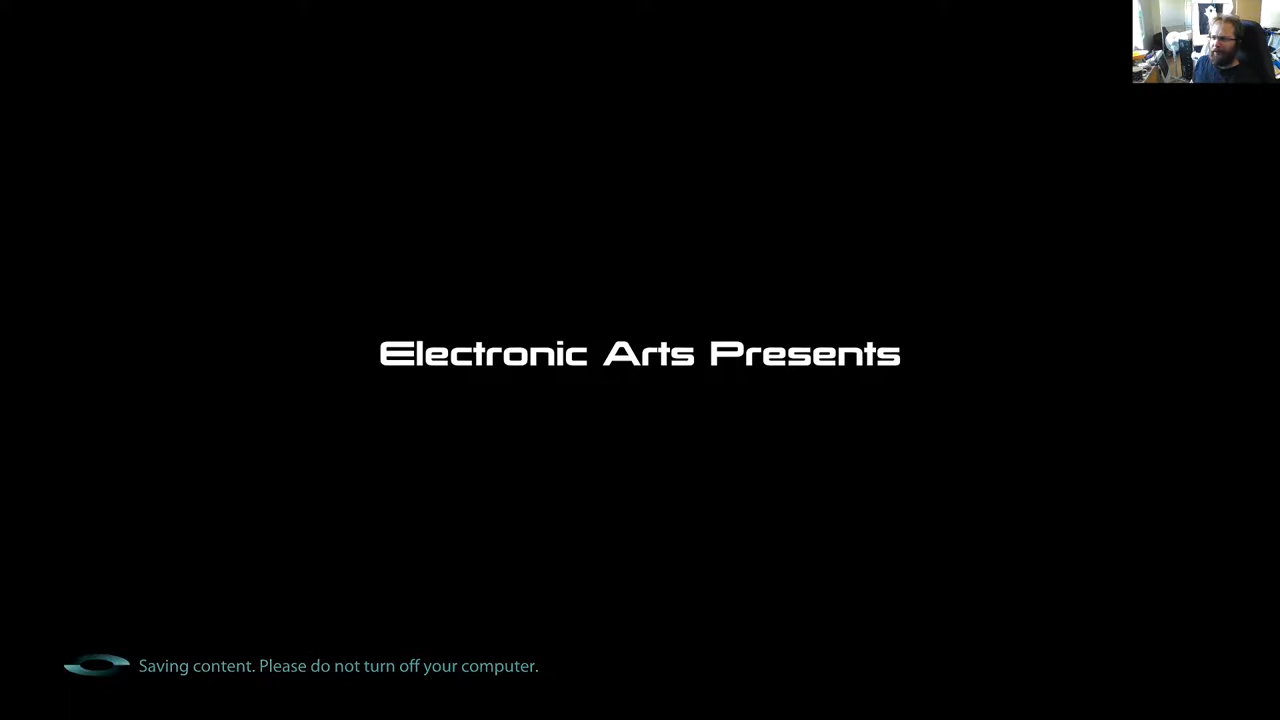 Electronic Arts Presents
Saving content. Please do not turn off your computer.